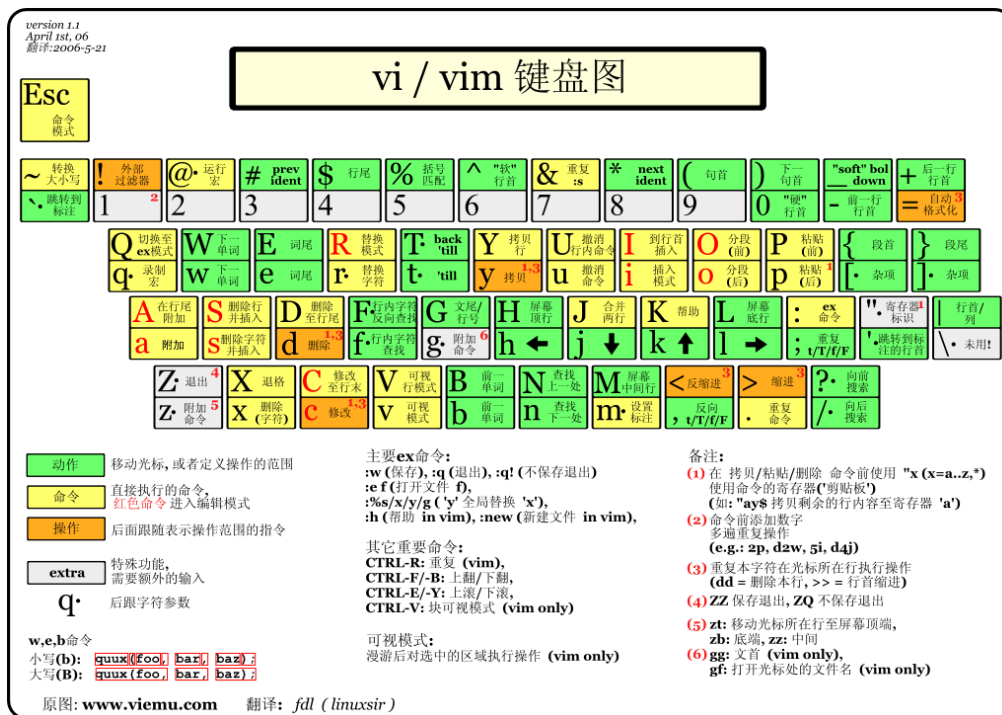 version 1.1
April 1st, 06
翻译:2006-5-21
vi / vim 键盘图
Esc 命令
模式
~ 转换
大小写
! 外部
过滤器
@· 运行
宏
# prev
ident
$ 行尾
% 括号
匹配
^ "软"
行首
& 重复
:s
* next
ident
( 句首
) 下一
句首
"soft" bol
_ down
+ 后一行
行首
`· 跳转到
标注
1 2
2
3
4
5
6
7
8
9
0 "硬"
行首
- 前一行
行首
= 自动 3
格式化
Q 切换至
ex模式
W 下一
单词
E 词尾
R 替换
模式
T· back
'till
Y 拷贝
行
U 撤消
行内命令
I 到行首
插入
O 分段
(前)
P 粘贴
(前)
{ 段首
} 段尾
q· 录制
宏
w 下一
单词
e 词尾
r· 替换
字符
t· 'till
y 拷贝 1,3
u 撤消
命令
i 插入
模式
o 分段
(后)
p 粘贴 1
(后)
[· 杂项
]· 杂项
A 在行尾
附加
S 删除行
并插入
D 删除
至行尾
F· 行内字符
反向查找
G 文尾/
行号
H 屏幕
顶行
J 合并
两行
K 帮助
L 屏幕
底行
: ex
命令
"· 寄存器 1
标识
| 行首/
列
a 附加
s 删除字符
并插入
d 删除 1,3
f· 行内字符
查找
g· 附加 6
命令
h ←
j ↓
k ↑
l →
; 重复
t/T/f/F
'· 跳转到标
注的行首
\· 未用!
Z· 退出 4
X 退格
C 修改
至行末
V 可视
行模式
B 前一
单词
N 查找
上一处
M 屏幕
中间行
< 反缩进 3
> 缩进 3
?· 向前
搜索
z· 附加 5
命令
x 删除
(字符)
c 修改 1,3
v 可视
模式
b 前一
单词
n 查找
下一处
m· 设置
标注
, 反向
t/T/f/F
. 重复
命令
/· 向后
搜索
动作 移动光标, 或者定义操作的范围
命令 直接执行的命令,
红色命令 进入编辑模式
操作 后面跟随表示操作范围的指令
extra 特殊功能,
需要额外的输入
q· 后跟字符参数
w,e,b命令
小写(b): quux(foo, bar, baz);
大写(B): quux(foo, bar, baz);
主要ex命令:
:w (保存), :q (退出), :q! (不保存退出)
:e f (打开文件 f),
:%s/x/y/g ( 'y' 全局替换 'x'),
:h (帮助 in vim), :new (新建文件 in vim),
其它重要命令:
CTRL-R: 重复 (vim),
CTRL-F/-B: 上翻/下翻,
CTRL-E/-Y: 上滚/下滚,
CTRL-V: 块可视模式 (vim only)
可视模式:
漫游后对选中的区域执行操作 (vim only)
备注:
(1) 在 拷贝/粘贴/删除 命令前使用 "x (x=a..z,*)
使用命令的寄存器('剪贴板')
(如: "ay$ 拷贝剩余的行内容至寄存器 'a')
(2) 命令前添加数字
多遍重复操作
(e.g.: 2p, d2w, 5i, d4j)
(3) 重复本字符在光标所在行执行操作
(dd = 删除本行, >> = 行首缩进)
(4) ZZ 保存退出, ZQ 不保存退出
(5) zt: 移动光标所在行至屏幕顶端,
zb: 底端, zz: 中间
(6) gg: 文首 (vim only),
gf: 打开光标处的文件名 (vim only)
原图: www.viemu.com 翻译: fdl ( linuxsir )